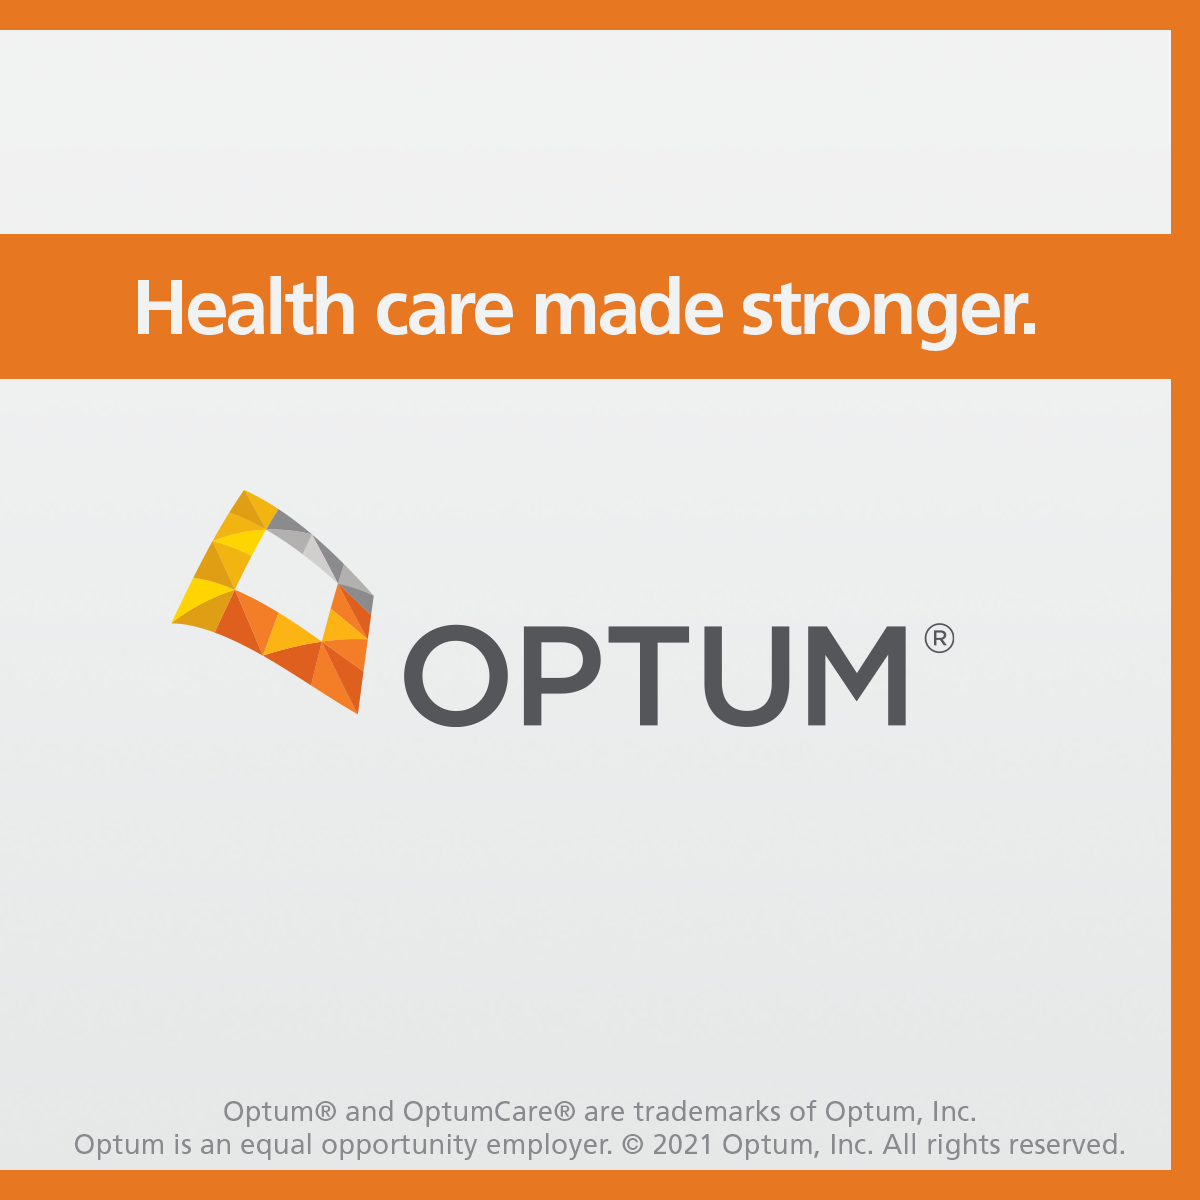 Health care made stronger.
OPTUM®
Optum® and OptumCare® are trademarks of Optum, Inc.
Optum is an equal opportunity employer. © 2021 Optum, Inc. All rights reserved.